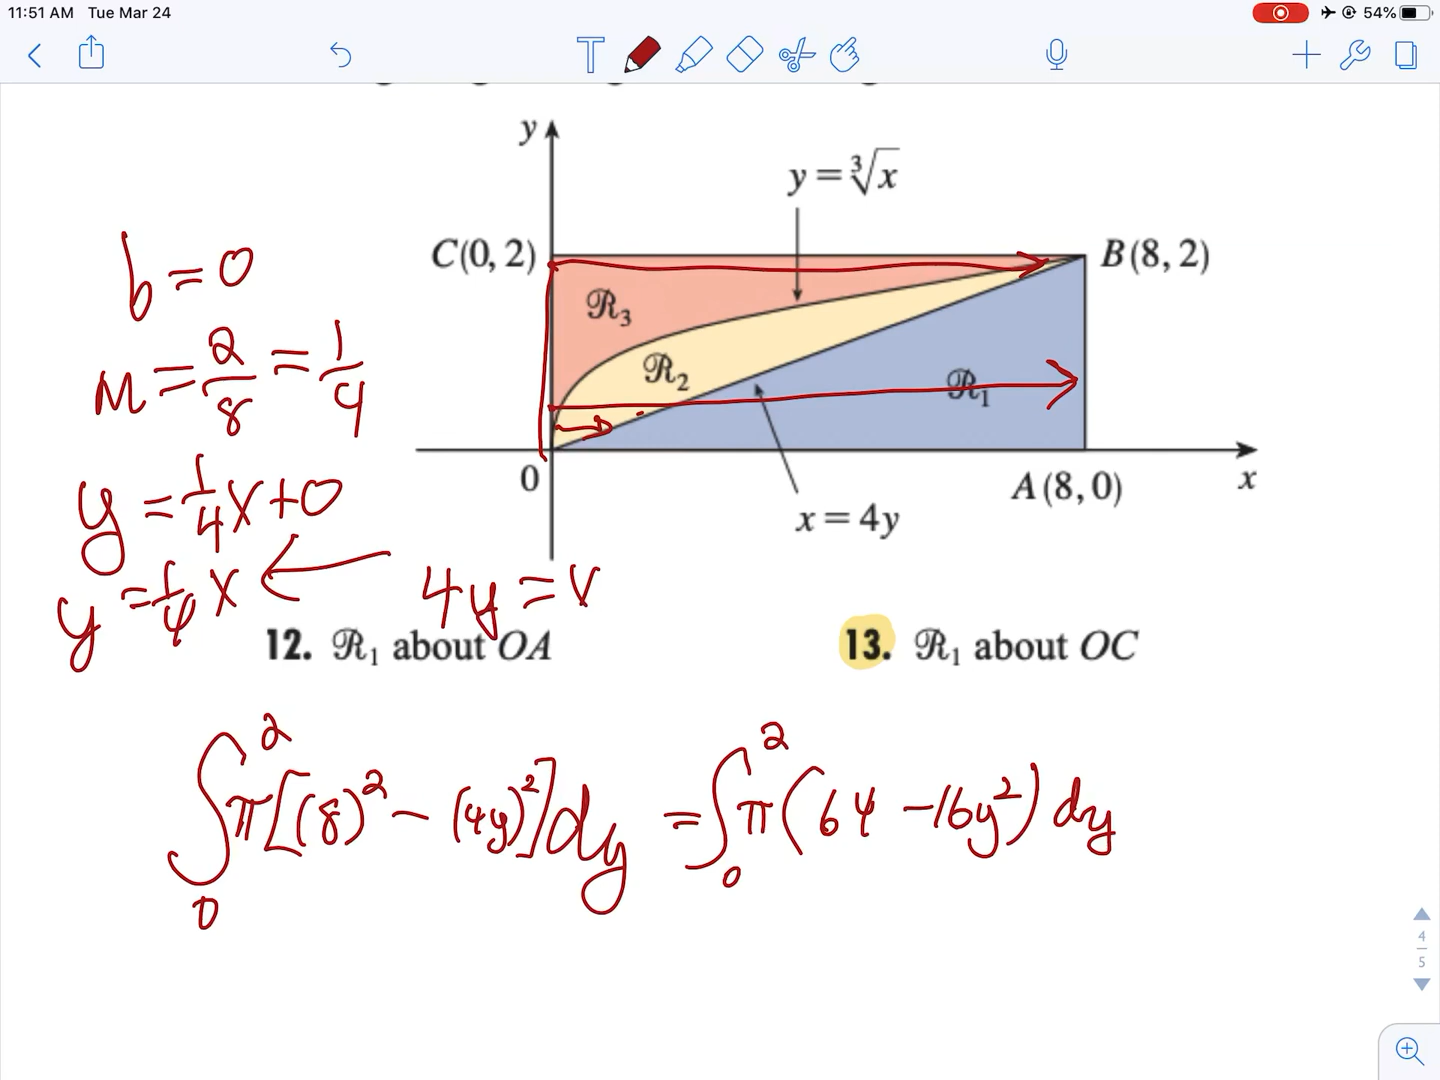 11:51 AM Tue Mar 24
54%
T
y
y = ∛x
C(0, 2)
B(8, 2)
b = 0
ℛ₃
m = 2/8 = 1/4
ℛ₂
ℛ₁
0
A(8, 0)
x
y = 1/4 x + 0
x = 4y
y = 1/4 x
4y = x
12. ℛ₁ about OA
13. ℛ₁ about OC
∫₀² π[(8)² − (4y)²] dy = ∫₀² π(64 − 16y²) dy
4
5